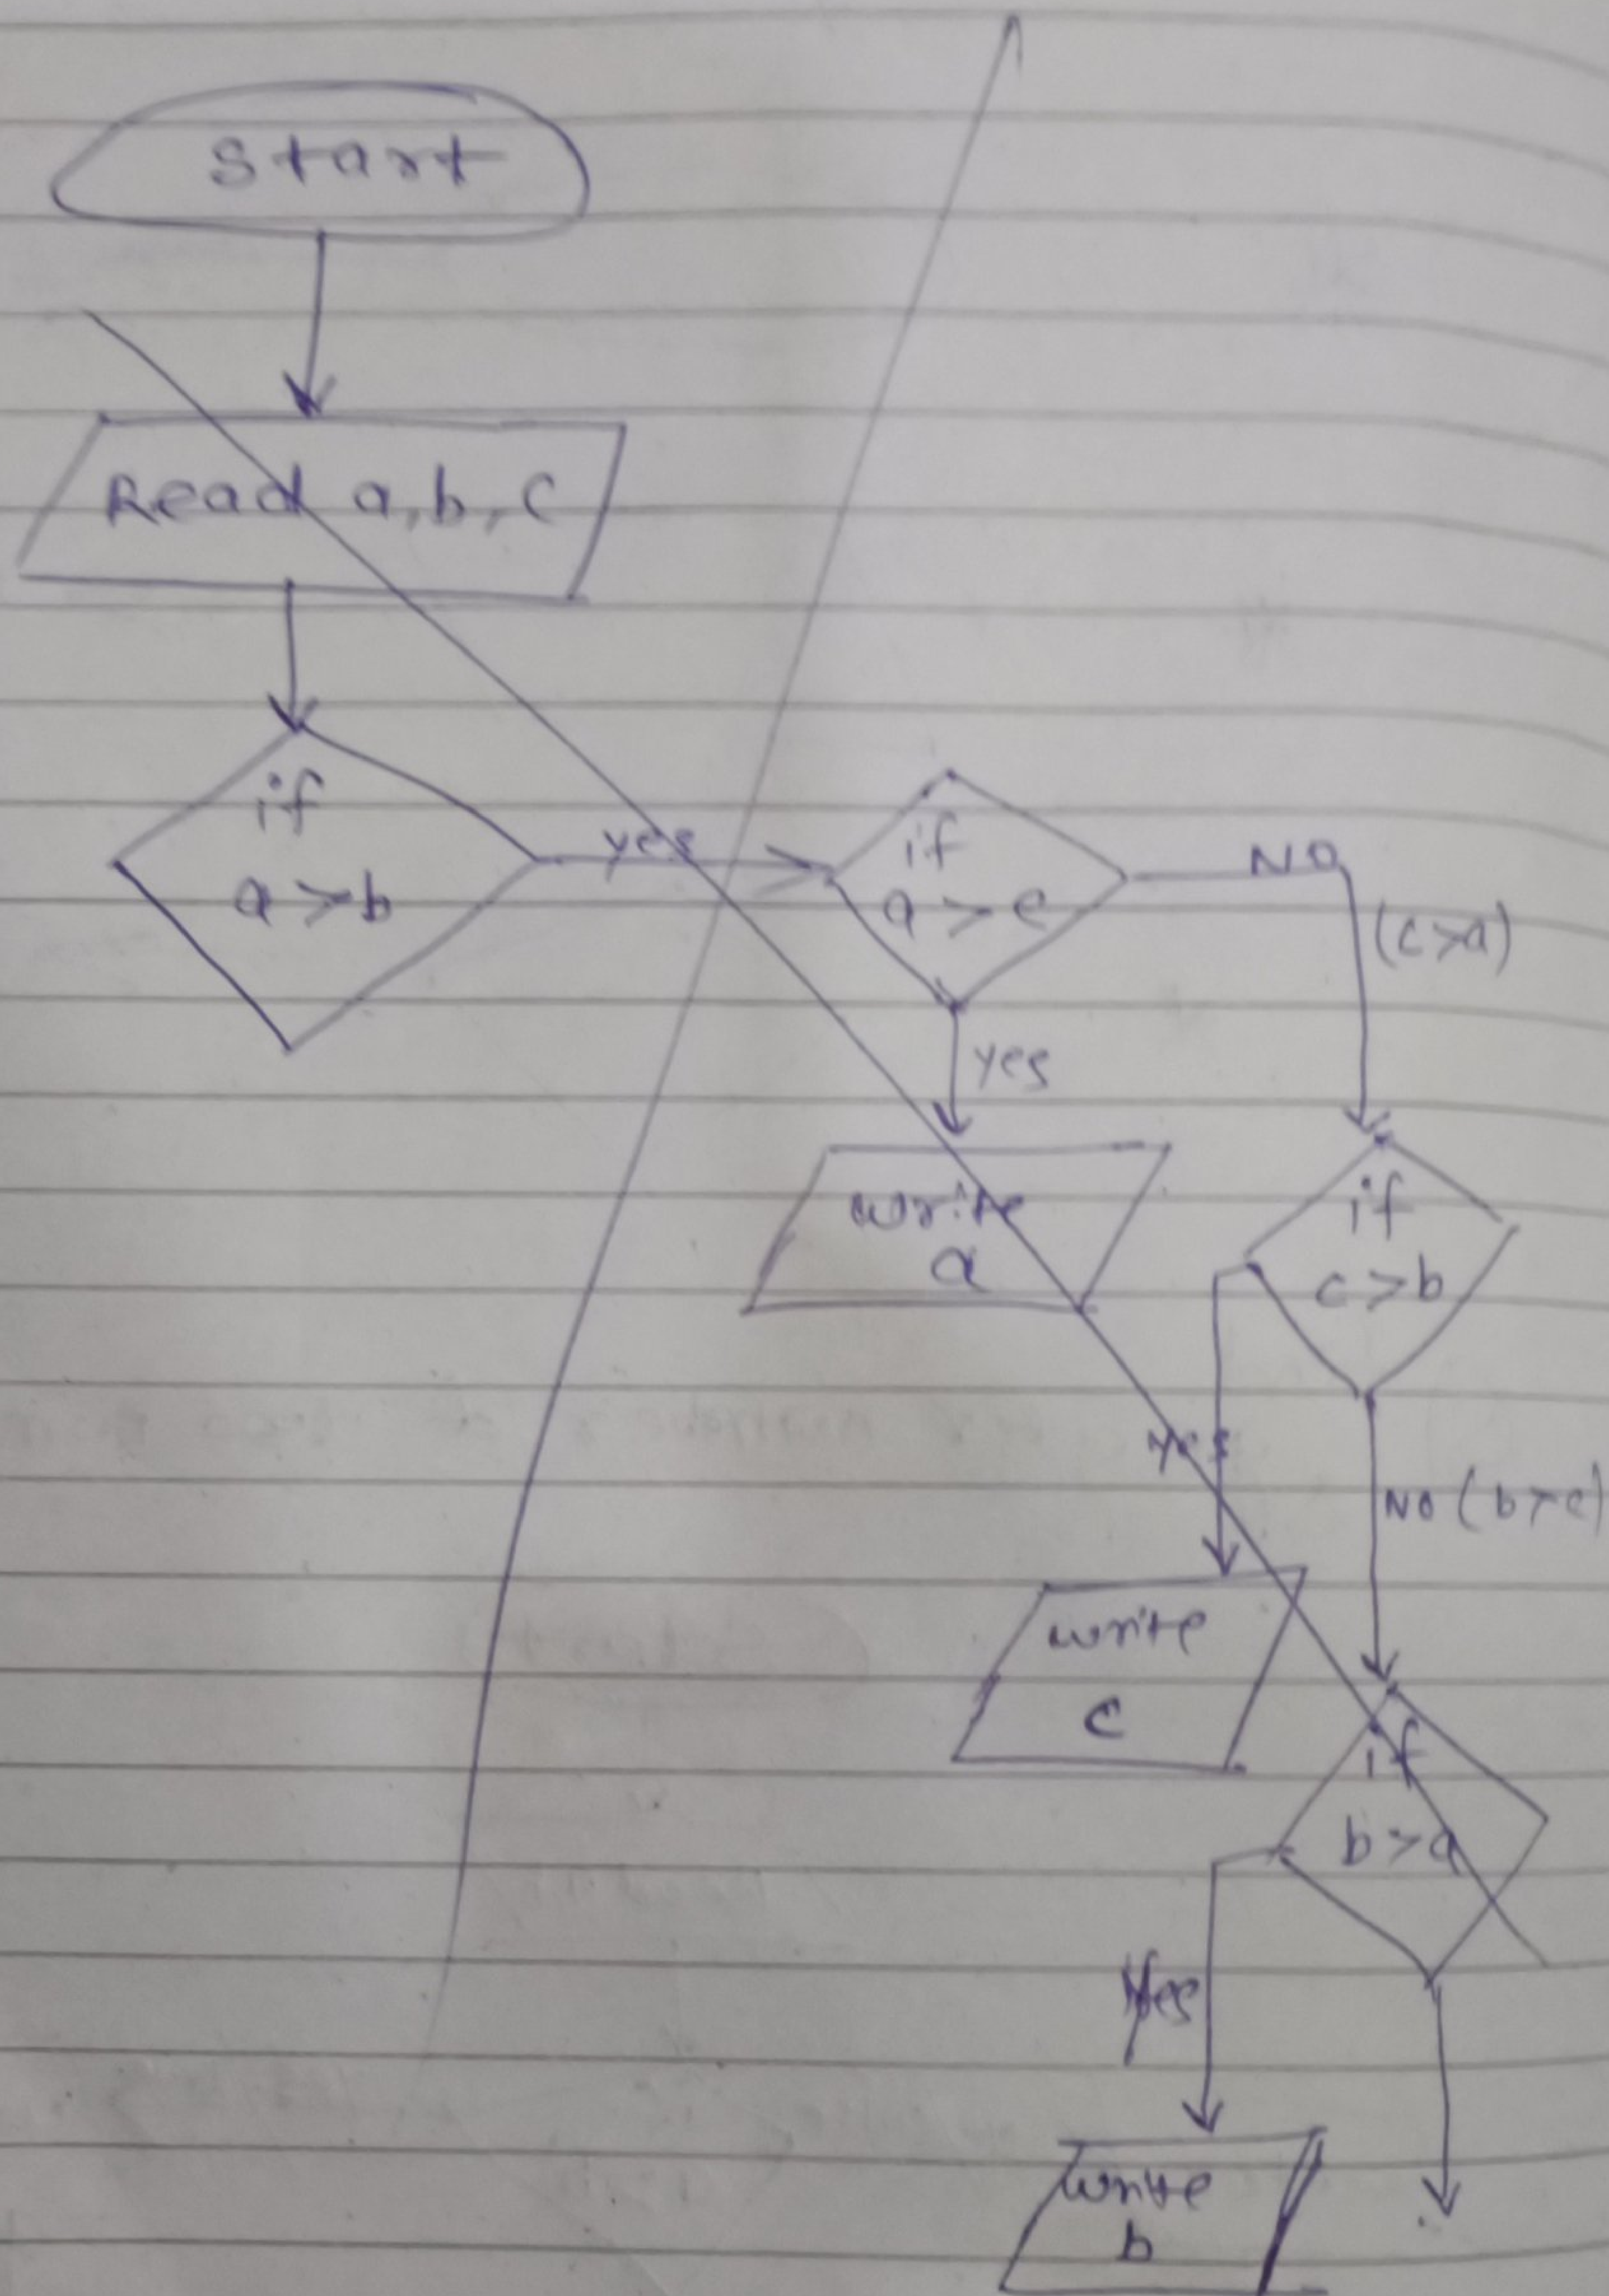 Start
Read a, b, c
if
a > b
yes
if
a > c
NO
(c > a)
yes
write
a
if
c > b
yes
NO (b > c)
write
c
if
b > a
Yes
write
b